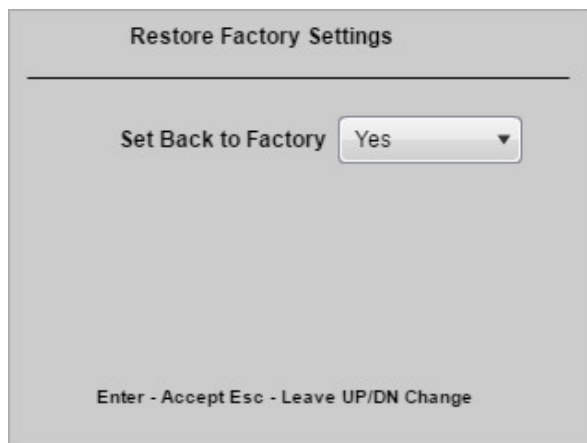 Restore Factory Settings
Set Back to Factory Yes
Enter - Accept Esc - Leave UP/DN Change